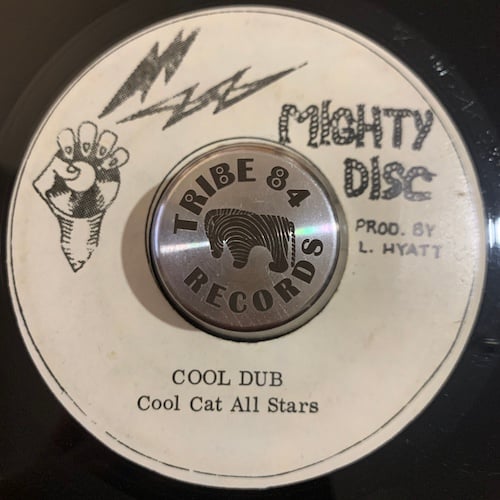 MIGHTY
DISC
PROD. BY
L. HYATT
TRIBE 84
RECORDS
COOL DUB
Cool Cat All Stars